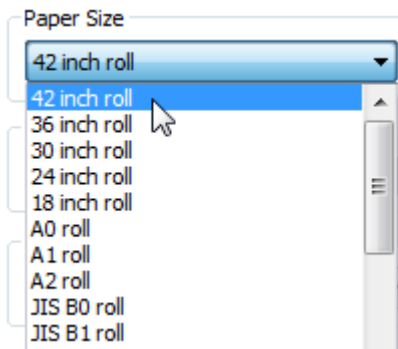 Paper Size
42 inch roll
42 inch roll
36 inch roll
30 inch roll
24 inch roll
18 inch roll
A0 roll
A1 roll
A2 roll
JIS B0 roll
JIS B1 roll